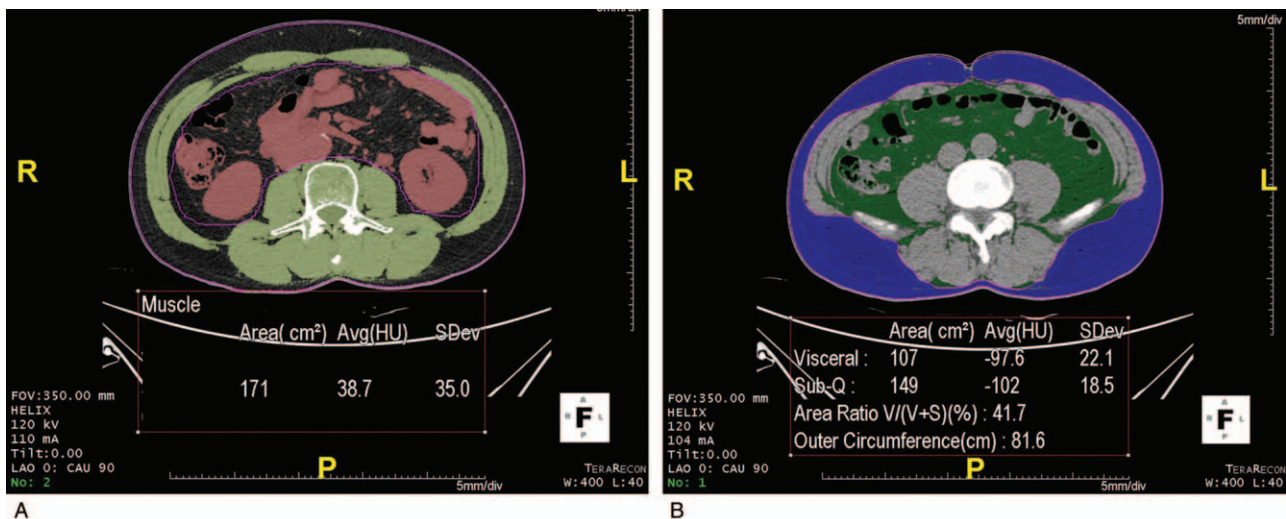 5mm/div
R
L
Muscle
Area( cm²) Avg(HU) SDev
171 38.7 35.0
FOV:350.00 mm
HELIX
120 kV
110 mA
Tilt:0.00
LAO 0: CAU 90
No: 2
A
R F L
P
P
5mm/div
TERARECON
W:400 L:40
A
5mm/div
R
L
Area( cm²) Avg(HU) SDev
Visceral : 107 -97.6 22.1
Sub-Q : 149 -102 18.5
Area Ratio V/(V+S)(%) : 41.7
Outer Circumference(cm) : 81.6
FOV:350.00 mm
HELIX
120 kV
104 mA
Tilt:0.00
LAO 0: CAU 90
No: 1
A
R F L
P
P
5mm/div
TERARECON
W:400 L:40
B